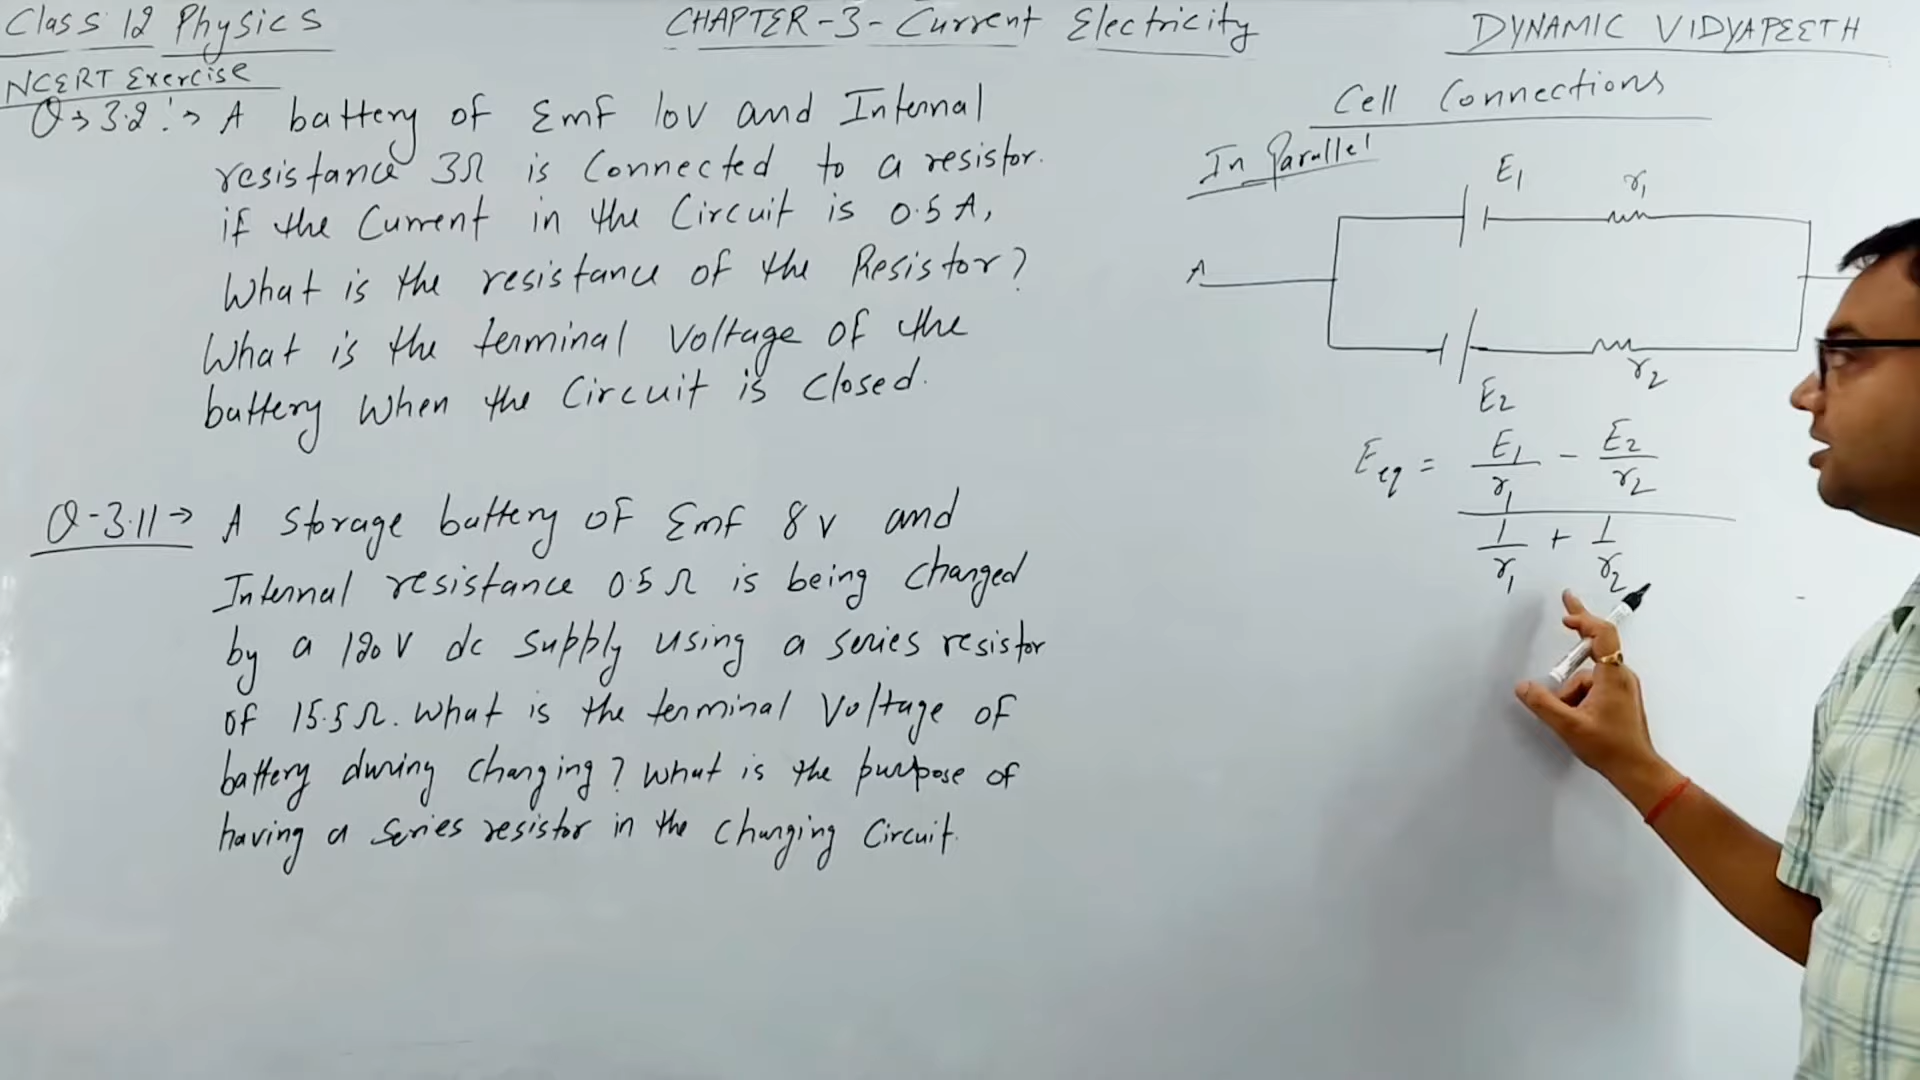 Class 12 Physics
CHAPTER-3- Current Electricity
DYNAMIC VIDYAPEETH
NCERT Exercise
Q→3.2:→ A battery of Emf 10V and Internal
resistance 3Ω is Connected to a resistor.
if the Current in the Circuit is 0.5 A,
What is the resistance of the Resistor?
What is the terminal Voltage of the
battery When the Circuit is Closed.
Q-3.11→ A Storage battery of Emf 8V and
Internal resistance 0.5Ω is being Charged
by a 120V dc Supply using a series resistor
of 15.5Ω. What is the terminal Voltage of
battery during Charging? What is the purpose of
having a Series resistor in the Charging Circuit.
Cell Connections
In Parallel
E1
r1
A
r2
E2
Eeq = E1/r1 - E2/r2
1/r1 + 1/r2